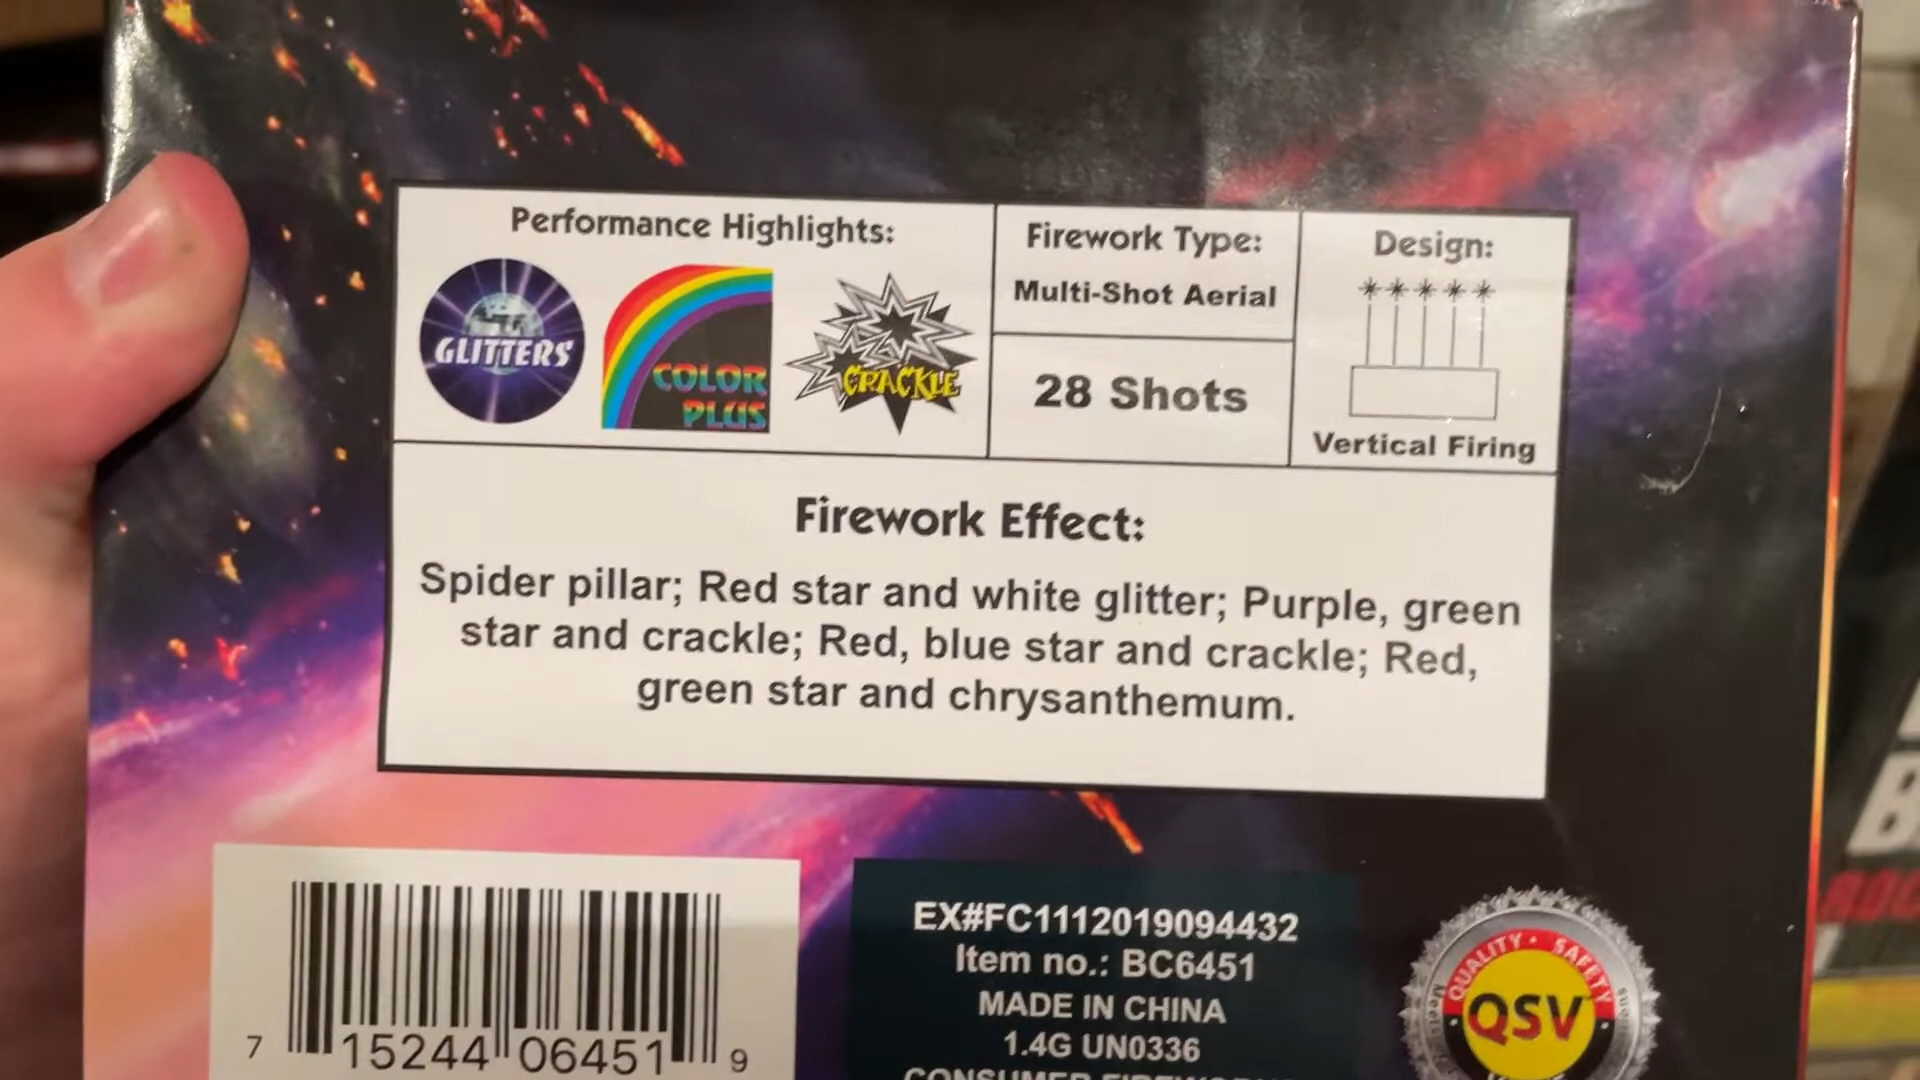 Performance Highlights:
GLITTERS
COLOR
PLUS
CRACKLE
Firework Type:
Multi-Shot Aerial
28 Shots
Design:
Vertical Firing
Firework Effect:
Spider pillar; Red star and white glitter; Purple, green
star and crackle; Red, blue star and crackle; Red,
green star and chrysanthemum.
7 15244 06451 9
EX#FC1112019094432
Item no.: BC6451
MADE IN CHINA
1.4G UN0336
QUALITY • SAFETY
QSV